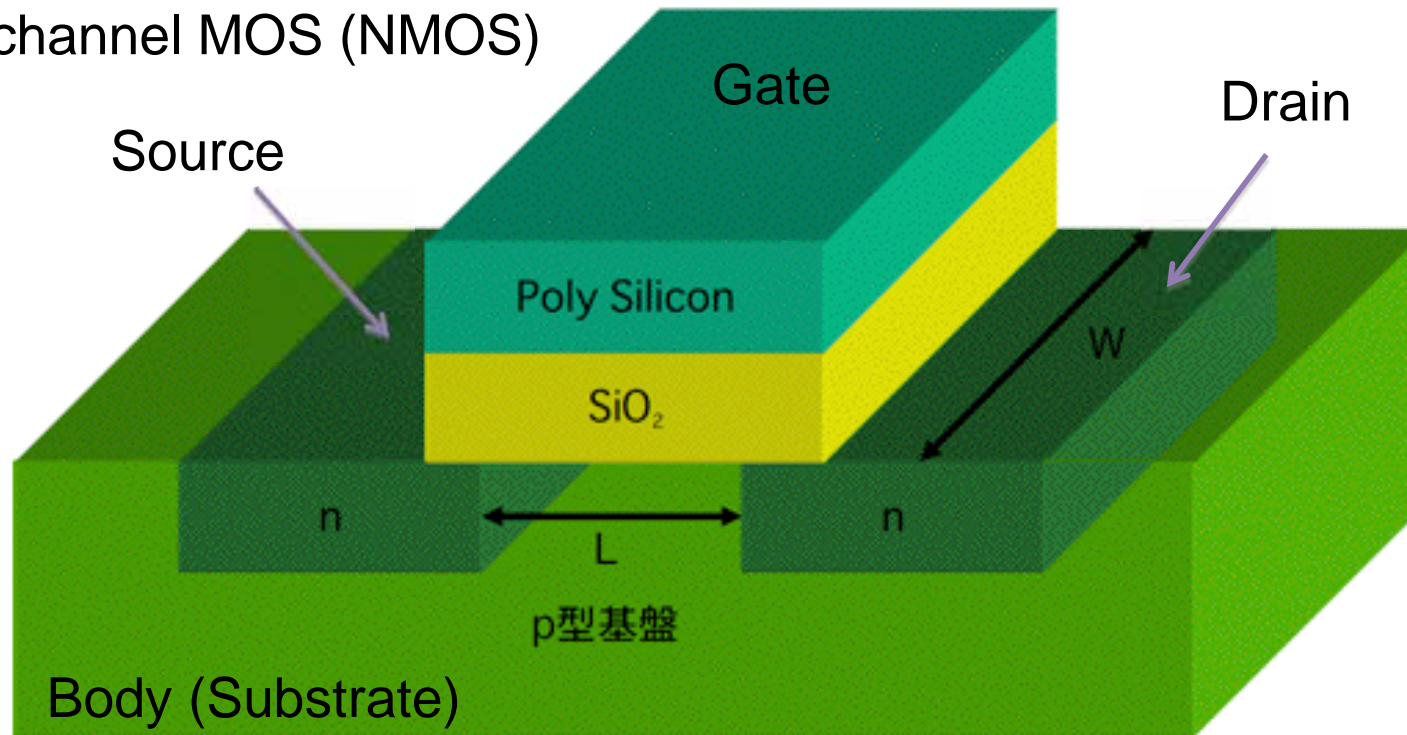 channel MOS (NMOS)
Gate
Drain
Source
Poly Silicon
W
SiO₂
n
n
L
p型基盤
Body (Substrate)